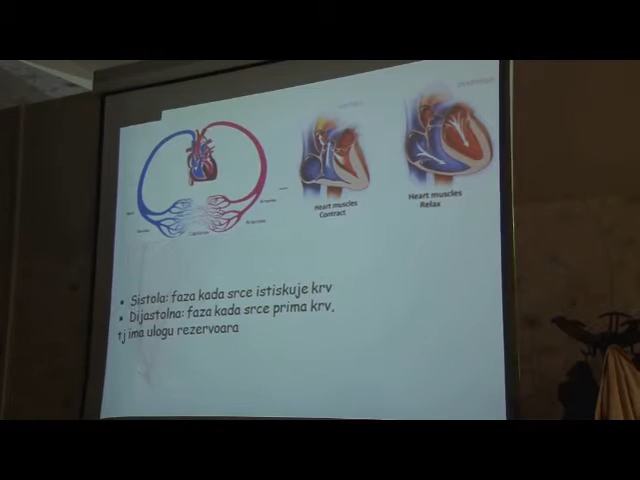 Heart muscles
Contract
Heart muscles
Relax
• Sistola: faza kada srce istiskuje krv
• Dijastolna: faza kada srce prima krv,
tj ima ulogu rezervoara